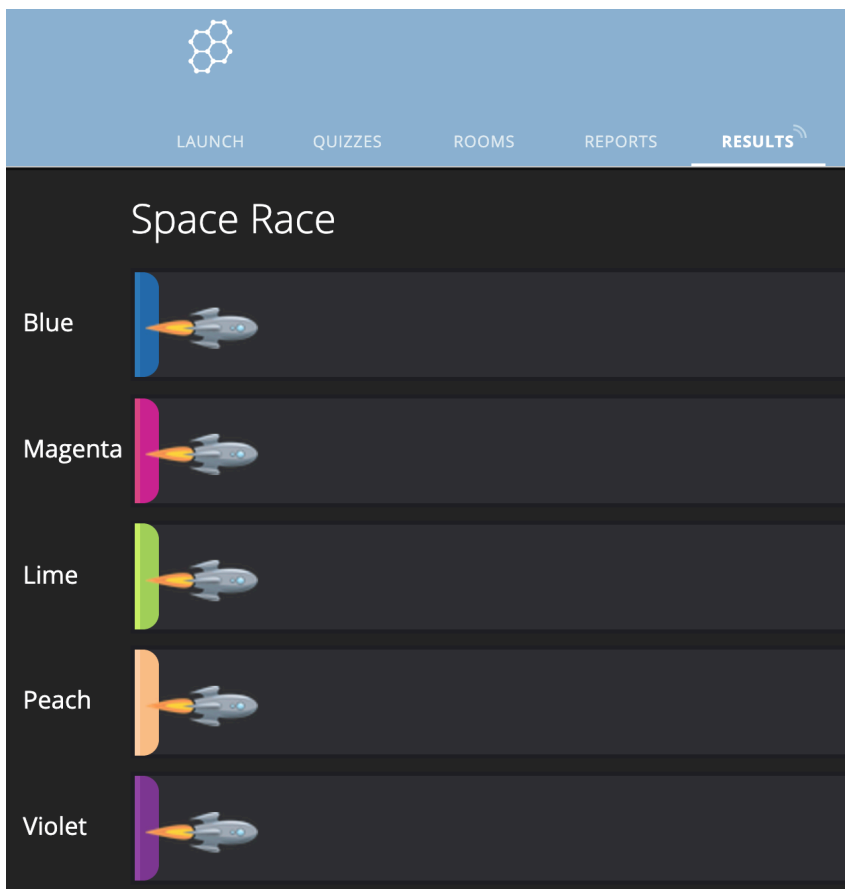 LAUNCH QUIZZES ROOMS REPORTS RESULTS
Space Race
Blue
Magenta
Lime
Peach
Violet